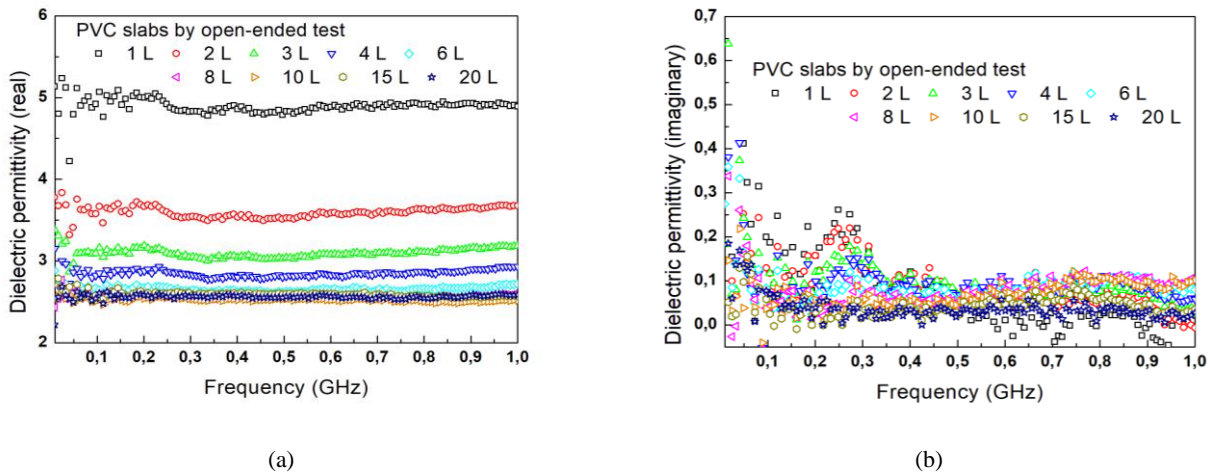 PVC slabs by open-ended test
1 L 2 L 3 L 4 L 6 L
8 L 10 L 15 L 20 L
Dielectric permittivity (real)
6
5
4
3
2
0,1 0,2 0,3 0,4 0,5 0,6 0,7 0,8 0,9 1,0
Frequency (GHz)
(a)
PVC slabs by open-ended test
1 L 2 L 3 L 4 L 6 L
8 L 10 L 15 L 20 L
Dielectric permittivity (imaginary)
0,7
0,6
0,5
0,4
0,3
0,2
0,1
0,0
0,1 0,2 0,3 0,4 0,5 0,6 0,7 0,8 0,9 1,0
Frequency (GHz)
(b)